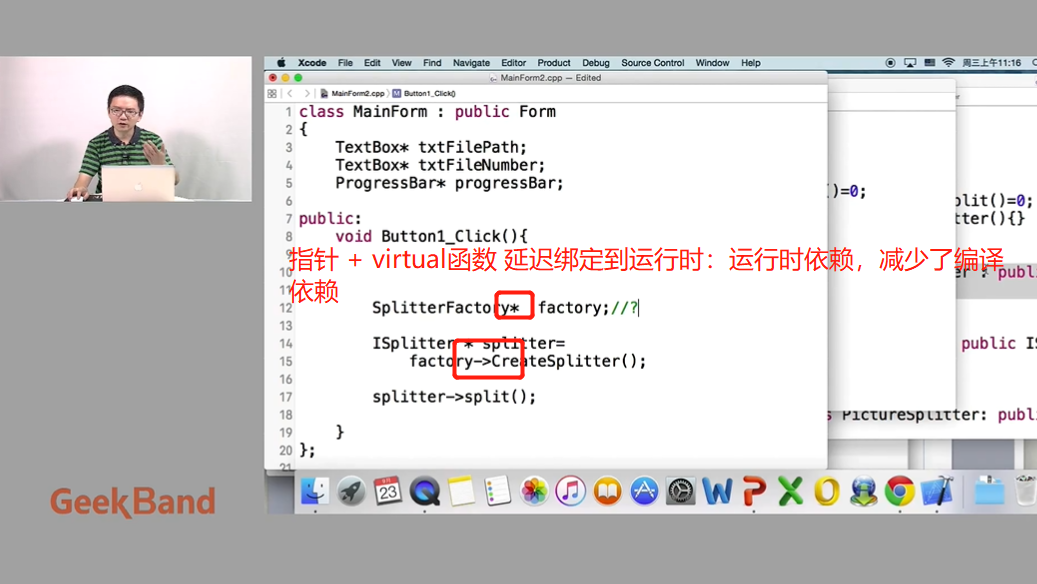 Xcode File Edit View Find Navigate Editor Product Debug Source Control Window Help
周三上午11:16
MainForm2.cpp — Edited
MainForm2.cpp
M Button1_Click()
1 class MainForm : public Form
2 {
3 TextBox* txtFilePath;
4 TextBox* txtFileNumber;
5 ProgressBar* progressBar;
6
7 public:
8 void Button1_Click(){
指针 + virtual函数 延迟绑定到运行时：运行时依赖，减少了编译
依赖
12 SplitterFactory* factory;//?
13
14 ISplitter * splitter=
15 factory->CreateSplitter();
16
17 splitter->split();
18
19 }
20 };
21
()=0;
plit()=0;
tter(){}
: publi
public IS
PictureSplitter: publi
23
GeekBand